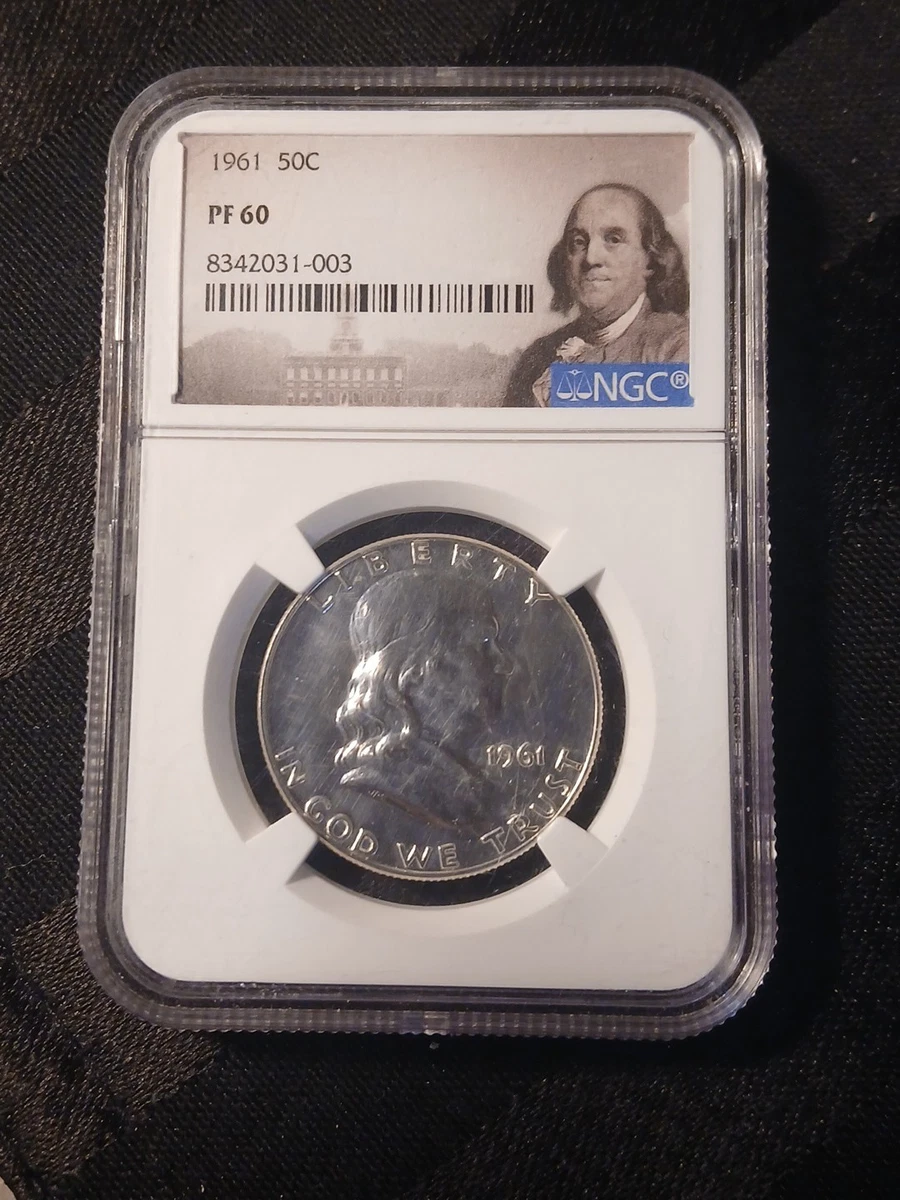 1961 50C
PF 60
8342031-003
NGC®
LIBERTY
1961
IN GOD WE TRUST